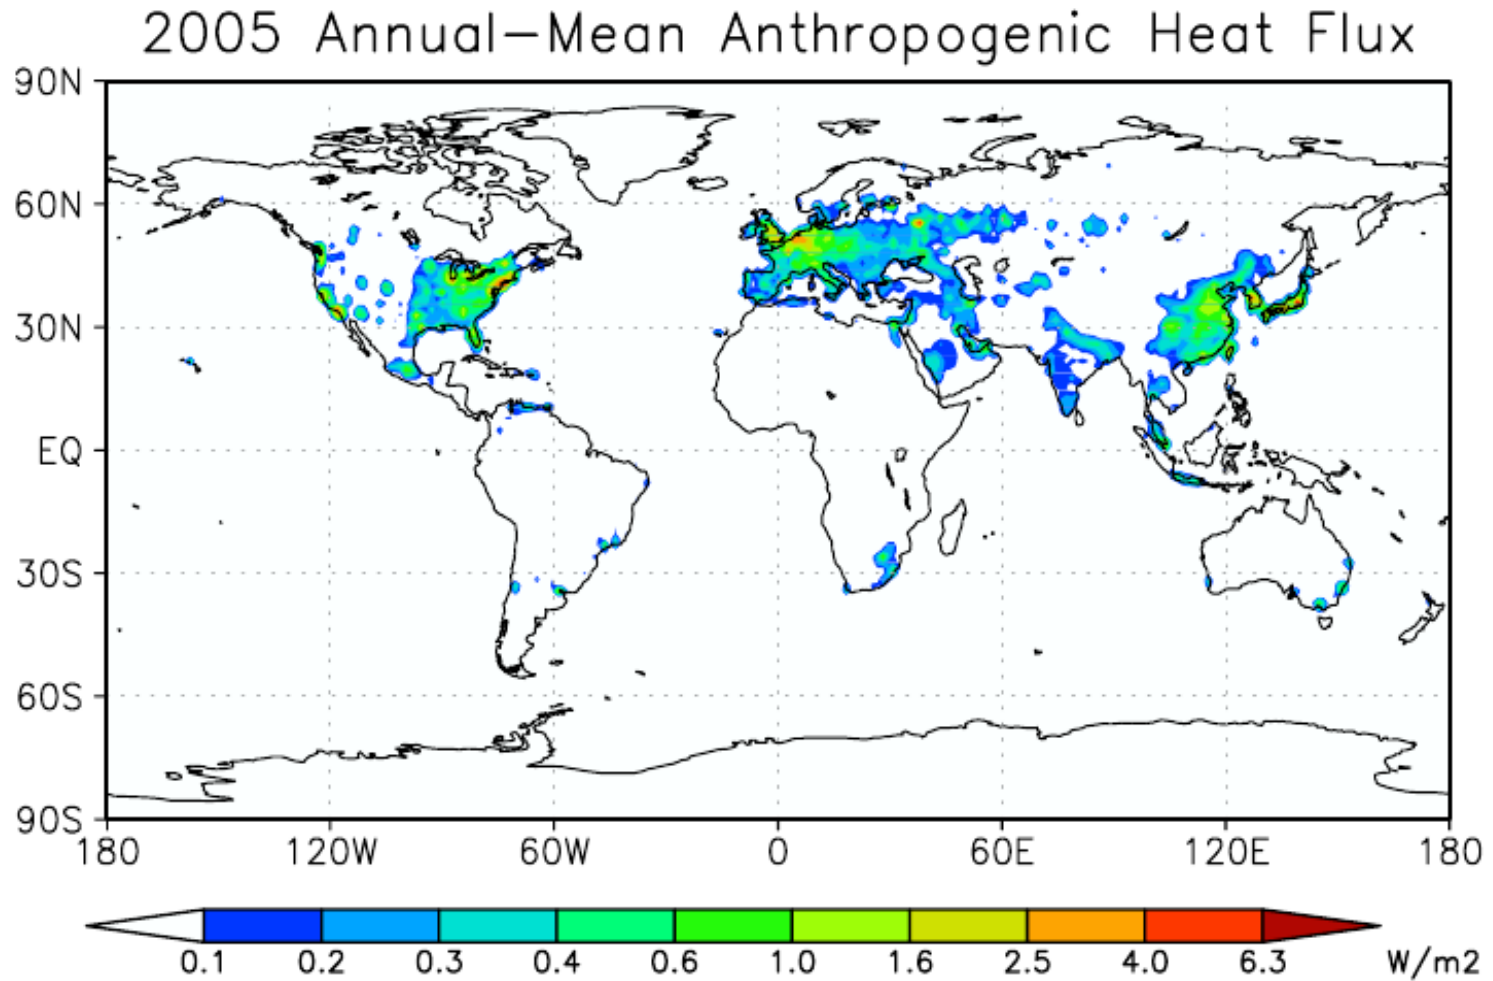 2005 Annual-Mean Anthropogenic Heat Flux
90N
60N
30N
EQ
30S
60S
90S
180 120W 60W 0 60E 120E 180
0.1 0.2 0.3 0.4 0.6 1.0 1.6 2.5 4.0 6.3 W/m2